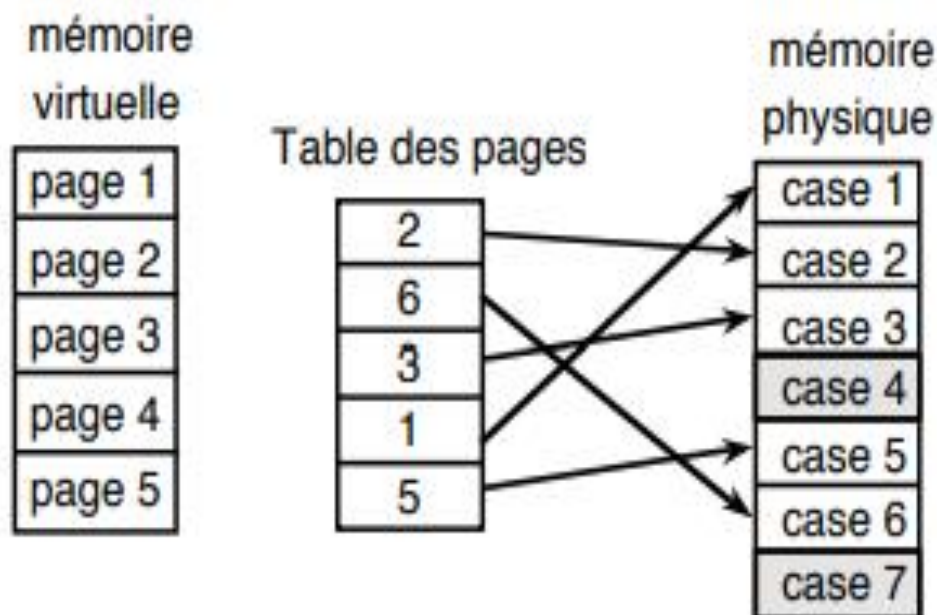 mémoire
virtuelle
page 1
page 2
page 3
page 4
page 5
Table des pages
2
6
3
1
5
mémoire
physique
case 1
case 2
case 3
case 4
case 5
case 6
case 7